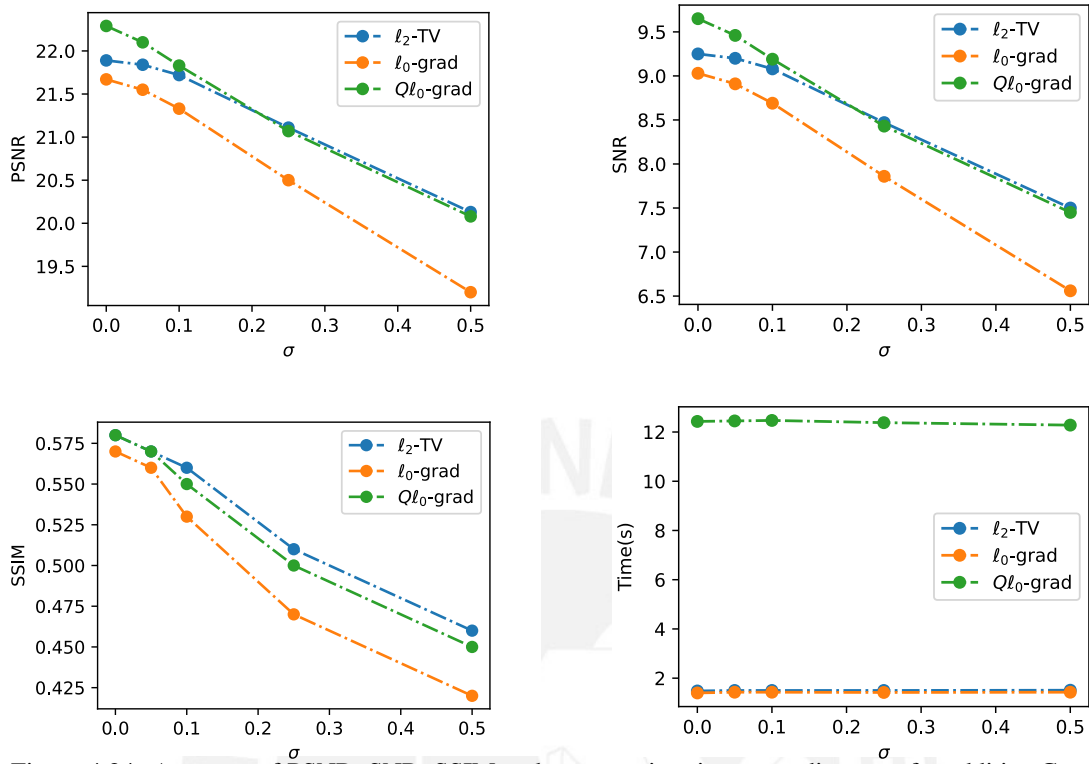 22.0
21.5
21.0
20.5
20.0
19.5
PSNR
0.0 0.1 0.2 0.3 0.4 0.5
σ
ℓ₂-TV
ℓ₀-grad
Qℓ₀-grad
9.5
9.0
8.5
8.0
7.5
7.0
6.5
SNR
0.0 0.1 0.2 0.3 0.4 0.5
σ
ℓ₂-TV
ℓ₀-grad
Qℓ₀-grad
0.575
0.550
0.525
0.500
0.475
0.450
0.425
SSIM
0.0 0.1 0.2 0.3 0.4 0.5
σ
ℓ₂-TV
ℓ₀-grad
Qℓ₀-grad
12
10
8
6
4
2
Time(s)
0.0 0.1 0.2 0.3 0.4 0.5
σ
ℓ₂-TV
ℓ₀-grad
Qℓ₀-grad